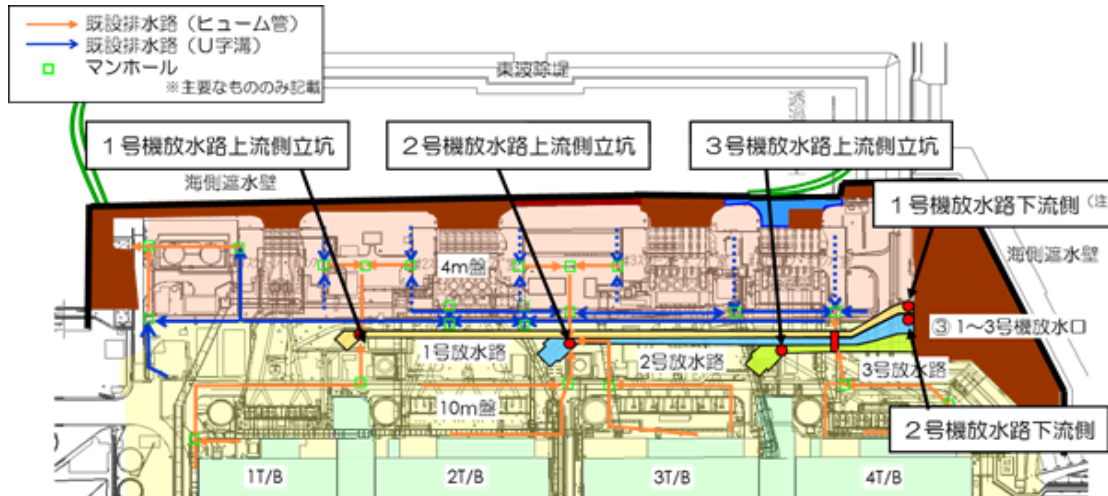 既設排水路（ヒューム管）
既設排水路（U字溝）
マンホール
※主要なもののみ記載
東波除堤
1号機放水路上流側立坑
2号機放水路上流側立坑
3号機放水路上流側立坑
海側遮水壁
1号機放水路下流側（注
海側遮水壁
4m盤
③ 1～3号機放水口
1号放水路
2号放水路
3号放水路
10m盤
2号機放水路下流側
1T/B
2T/B
3T/B
4T/B